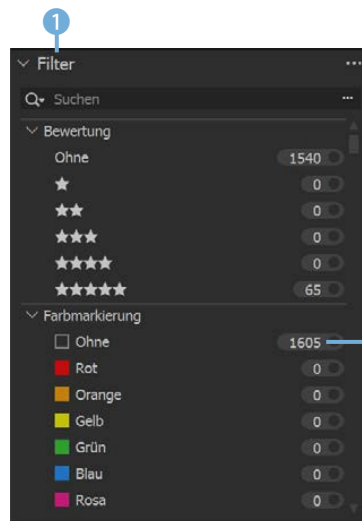 1
Filter
Suchen
Bewertung
Ohne 1540
★ 0
★★ 0
★★★ 0
★★★★ 0
★★★★★ 65
Farbmarkierung
Ohne 1605
Rot 0
Orange 0
Gelb 0
Grün 0
Blau 0
Rosa 0